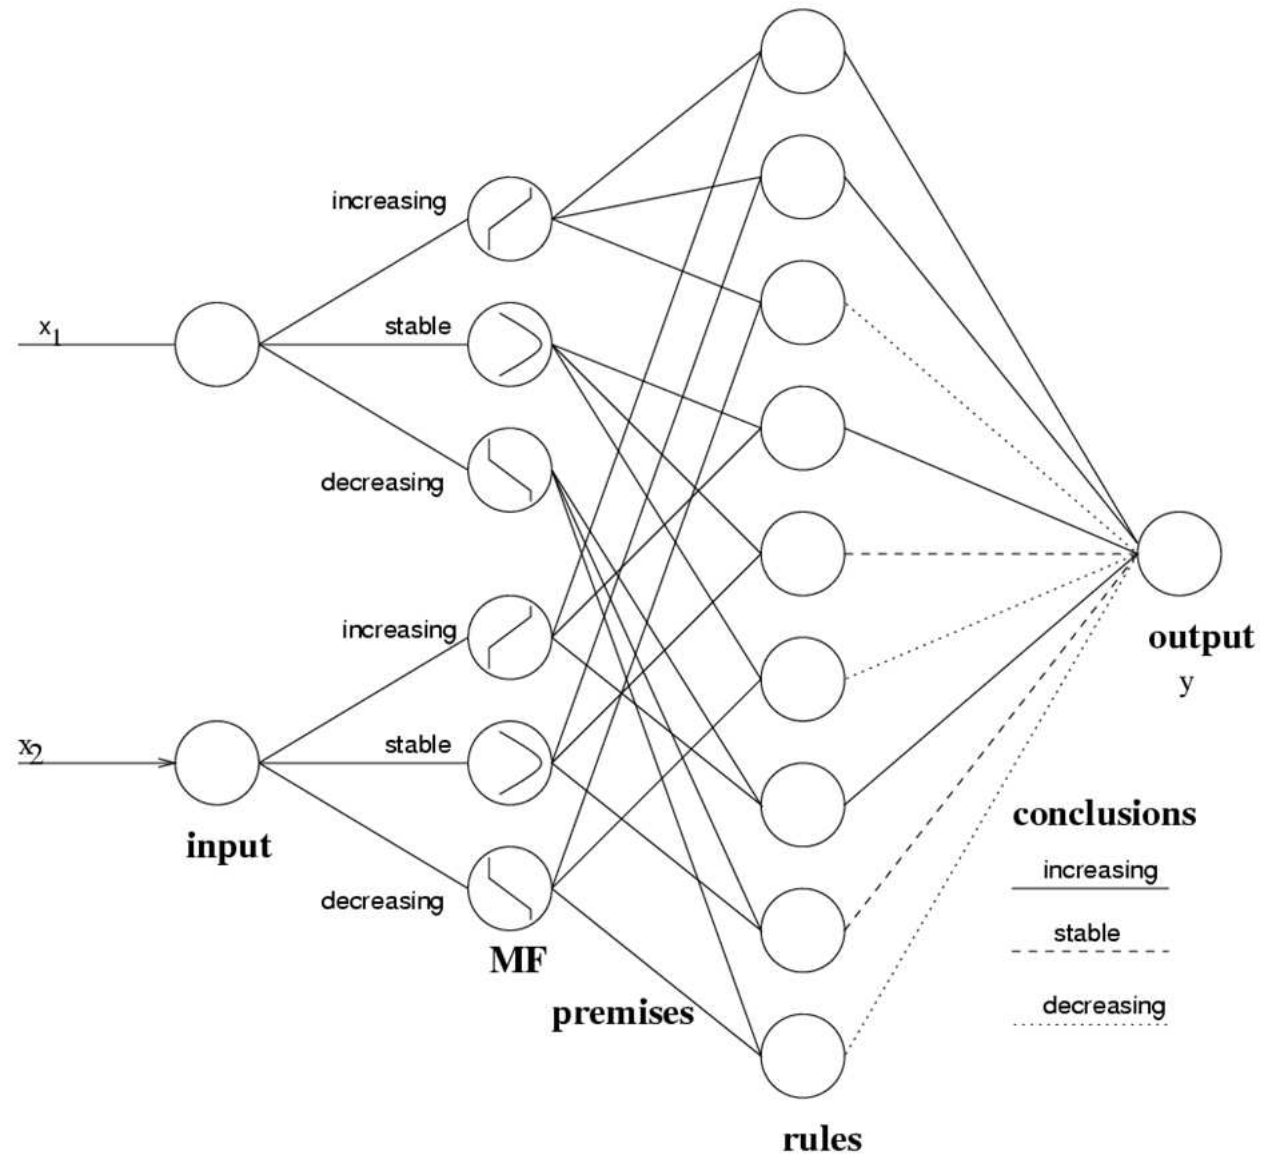 increasing
x1
stable
decreasing
increasing
x2
stable
input
decreasing
MF
premises
rules
output
y
conclusions
increasing
stable
decreasing